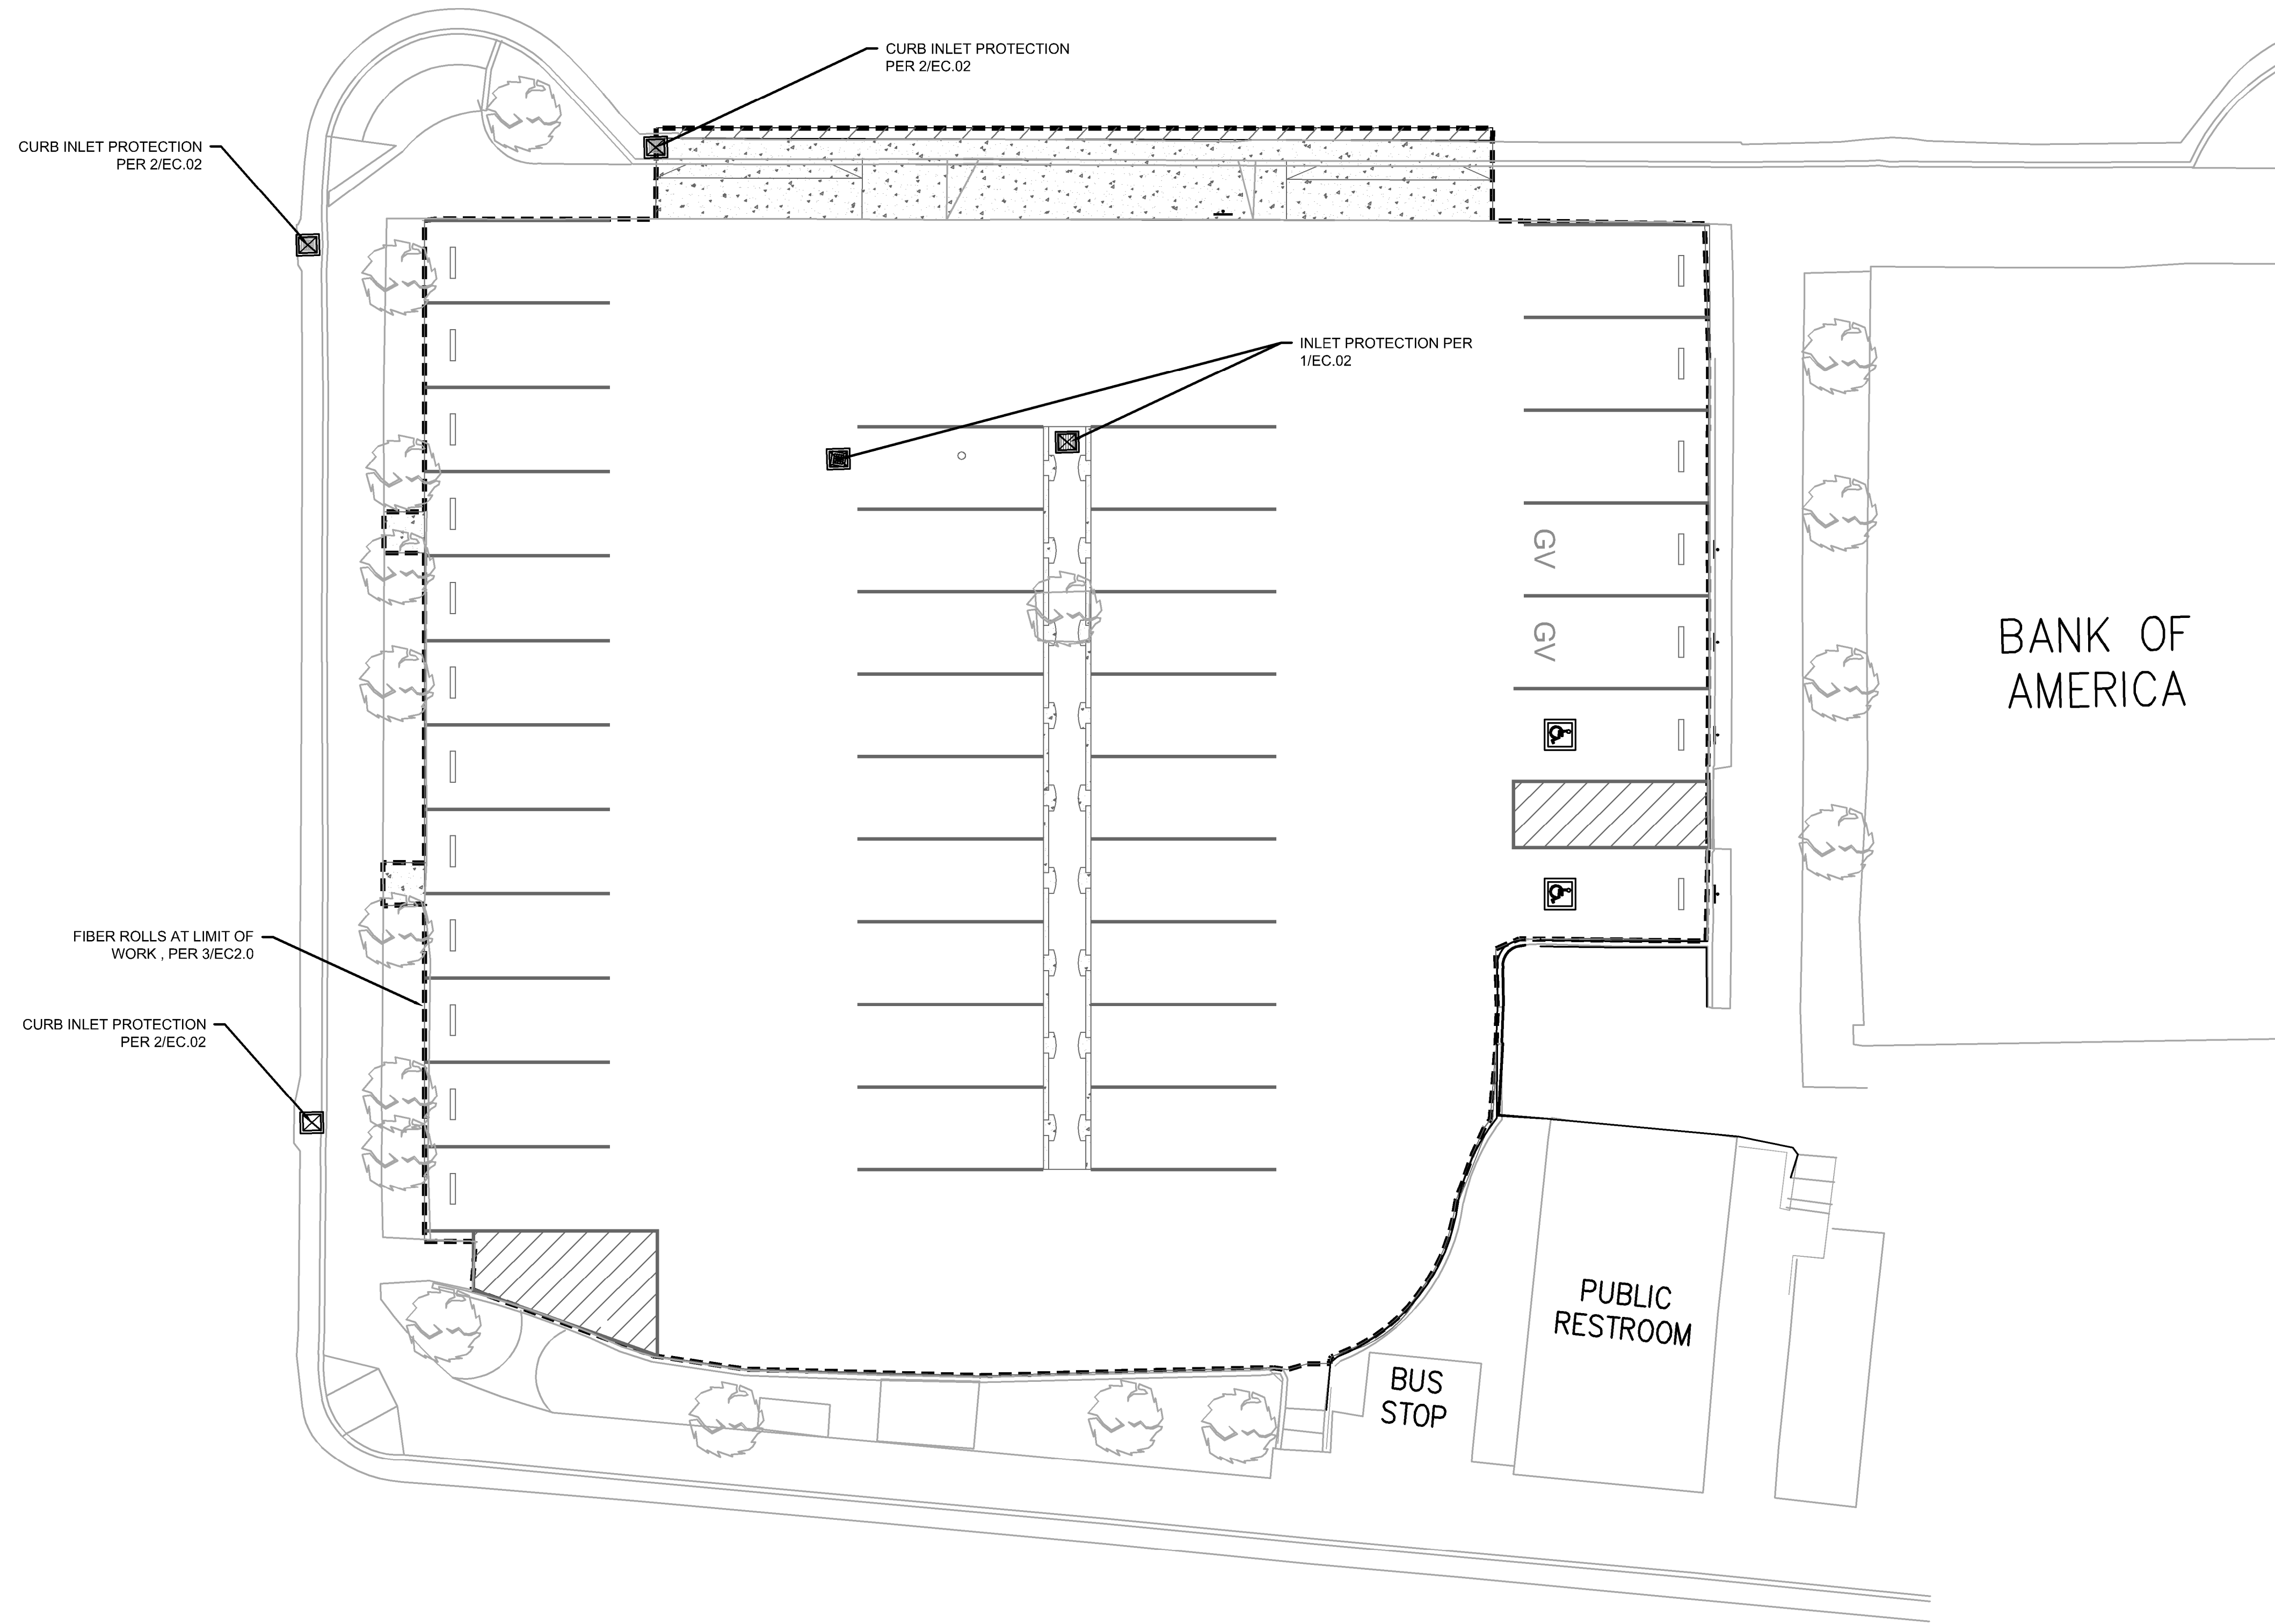 CURB INLET PROTECTION
PER 2/EC.02
CURB INLET PROTECTION
PER 2/EC.02
INLET PROTECTION PER
1/EC.02
GV
GV
BANK OF
AMERICA
FIBER ROLLS AT LIMIT OF
WORK , PER 3/EC2.0
CURB INLET PROTECTION
PER 2/EC.02
PUBLIC
RESTROOM
BUS
STOP